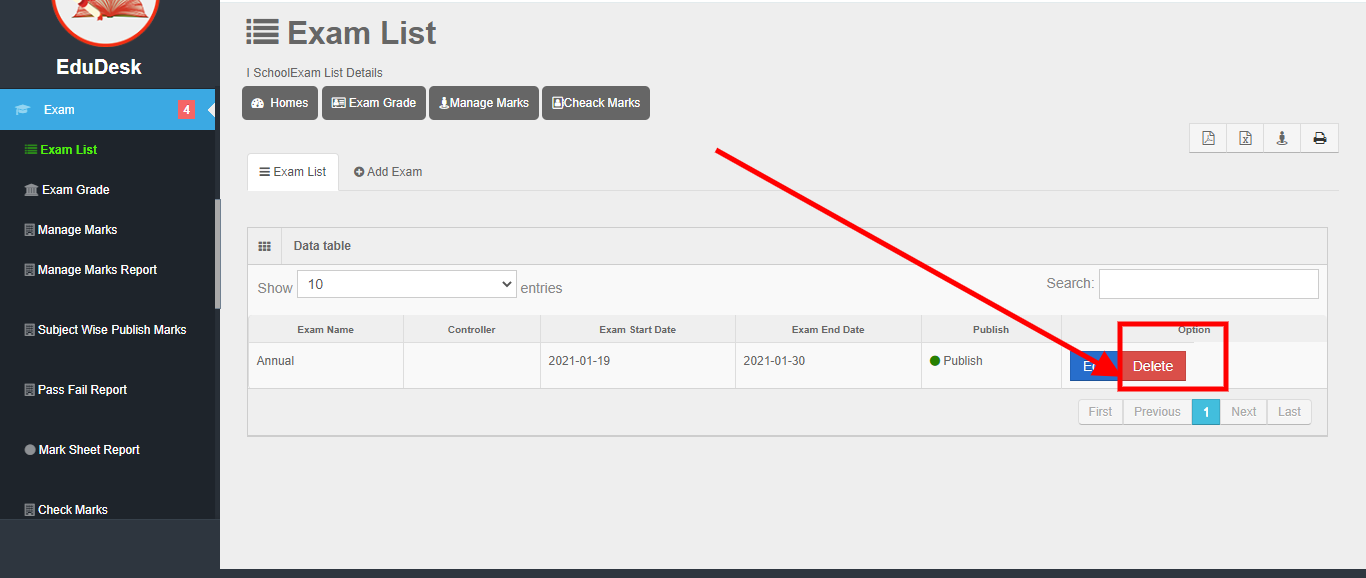 EduDesk
Exam 4
Exam List
Exam Grade
Manage Marks
Manage Marks Report
Subject Wise Publish Marks
Pass Fail Report
Mark Sheet Report
Check Marks
Exam List
I SchoolExam List Details
Homes Exam Grade Manage Marks Cheack Marks
Exam List Add Exam
Data table
Show 10 entries Search:
Exam Name Controller Exam Start Date Exam End Date Publish Option
Annual 2021-01-19 2021-01-30 Publish Delete
First Previous 1 Next Last